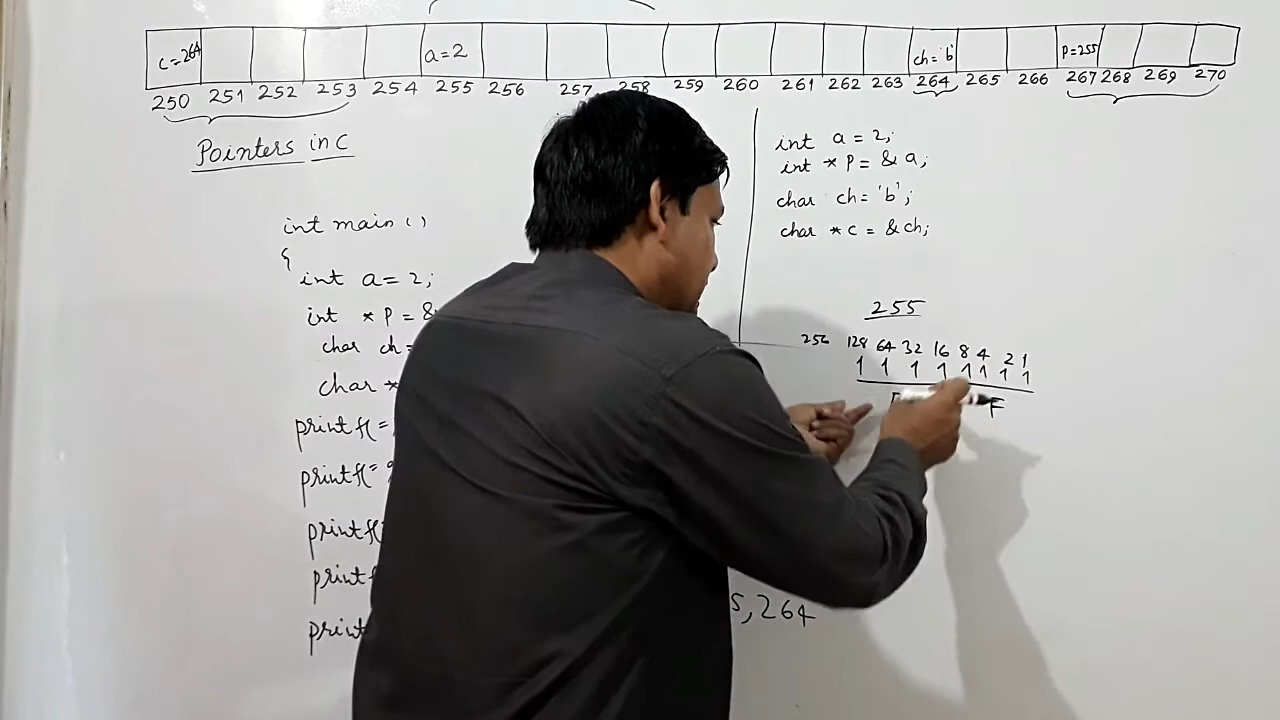 c=264 a=2 ch='b' p=255
250 251 252 253 254 255 256 257 258 259 260 261 262 263 264 265 266 267 268 269 270
Pointers in C
int main ( )
{
int a = 2;
int * p = &
char ch =
char *
printf(
printf("
printf(
printf
print
int a = 2;
int * p = & a;
char ch = 'b';
char * c = & ch;
255
256 128 64 32 16 8 4 2 1
1 1 1 1 1 1 1 1
F
5, 264